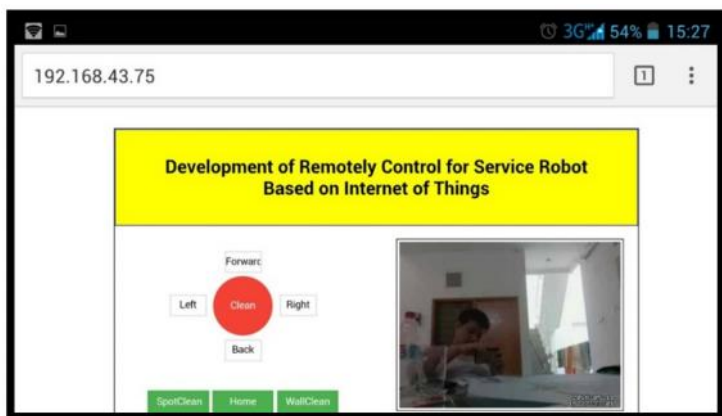 3G 54% 15:27
192.168.43.75
1
Development of Remotely Control for Service Robot
Based on Internet of Things
Forward
Left Clean Right
Back
SpotClean Home WallClean